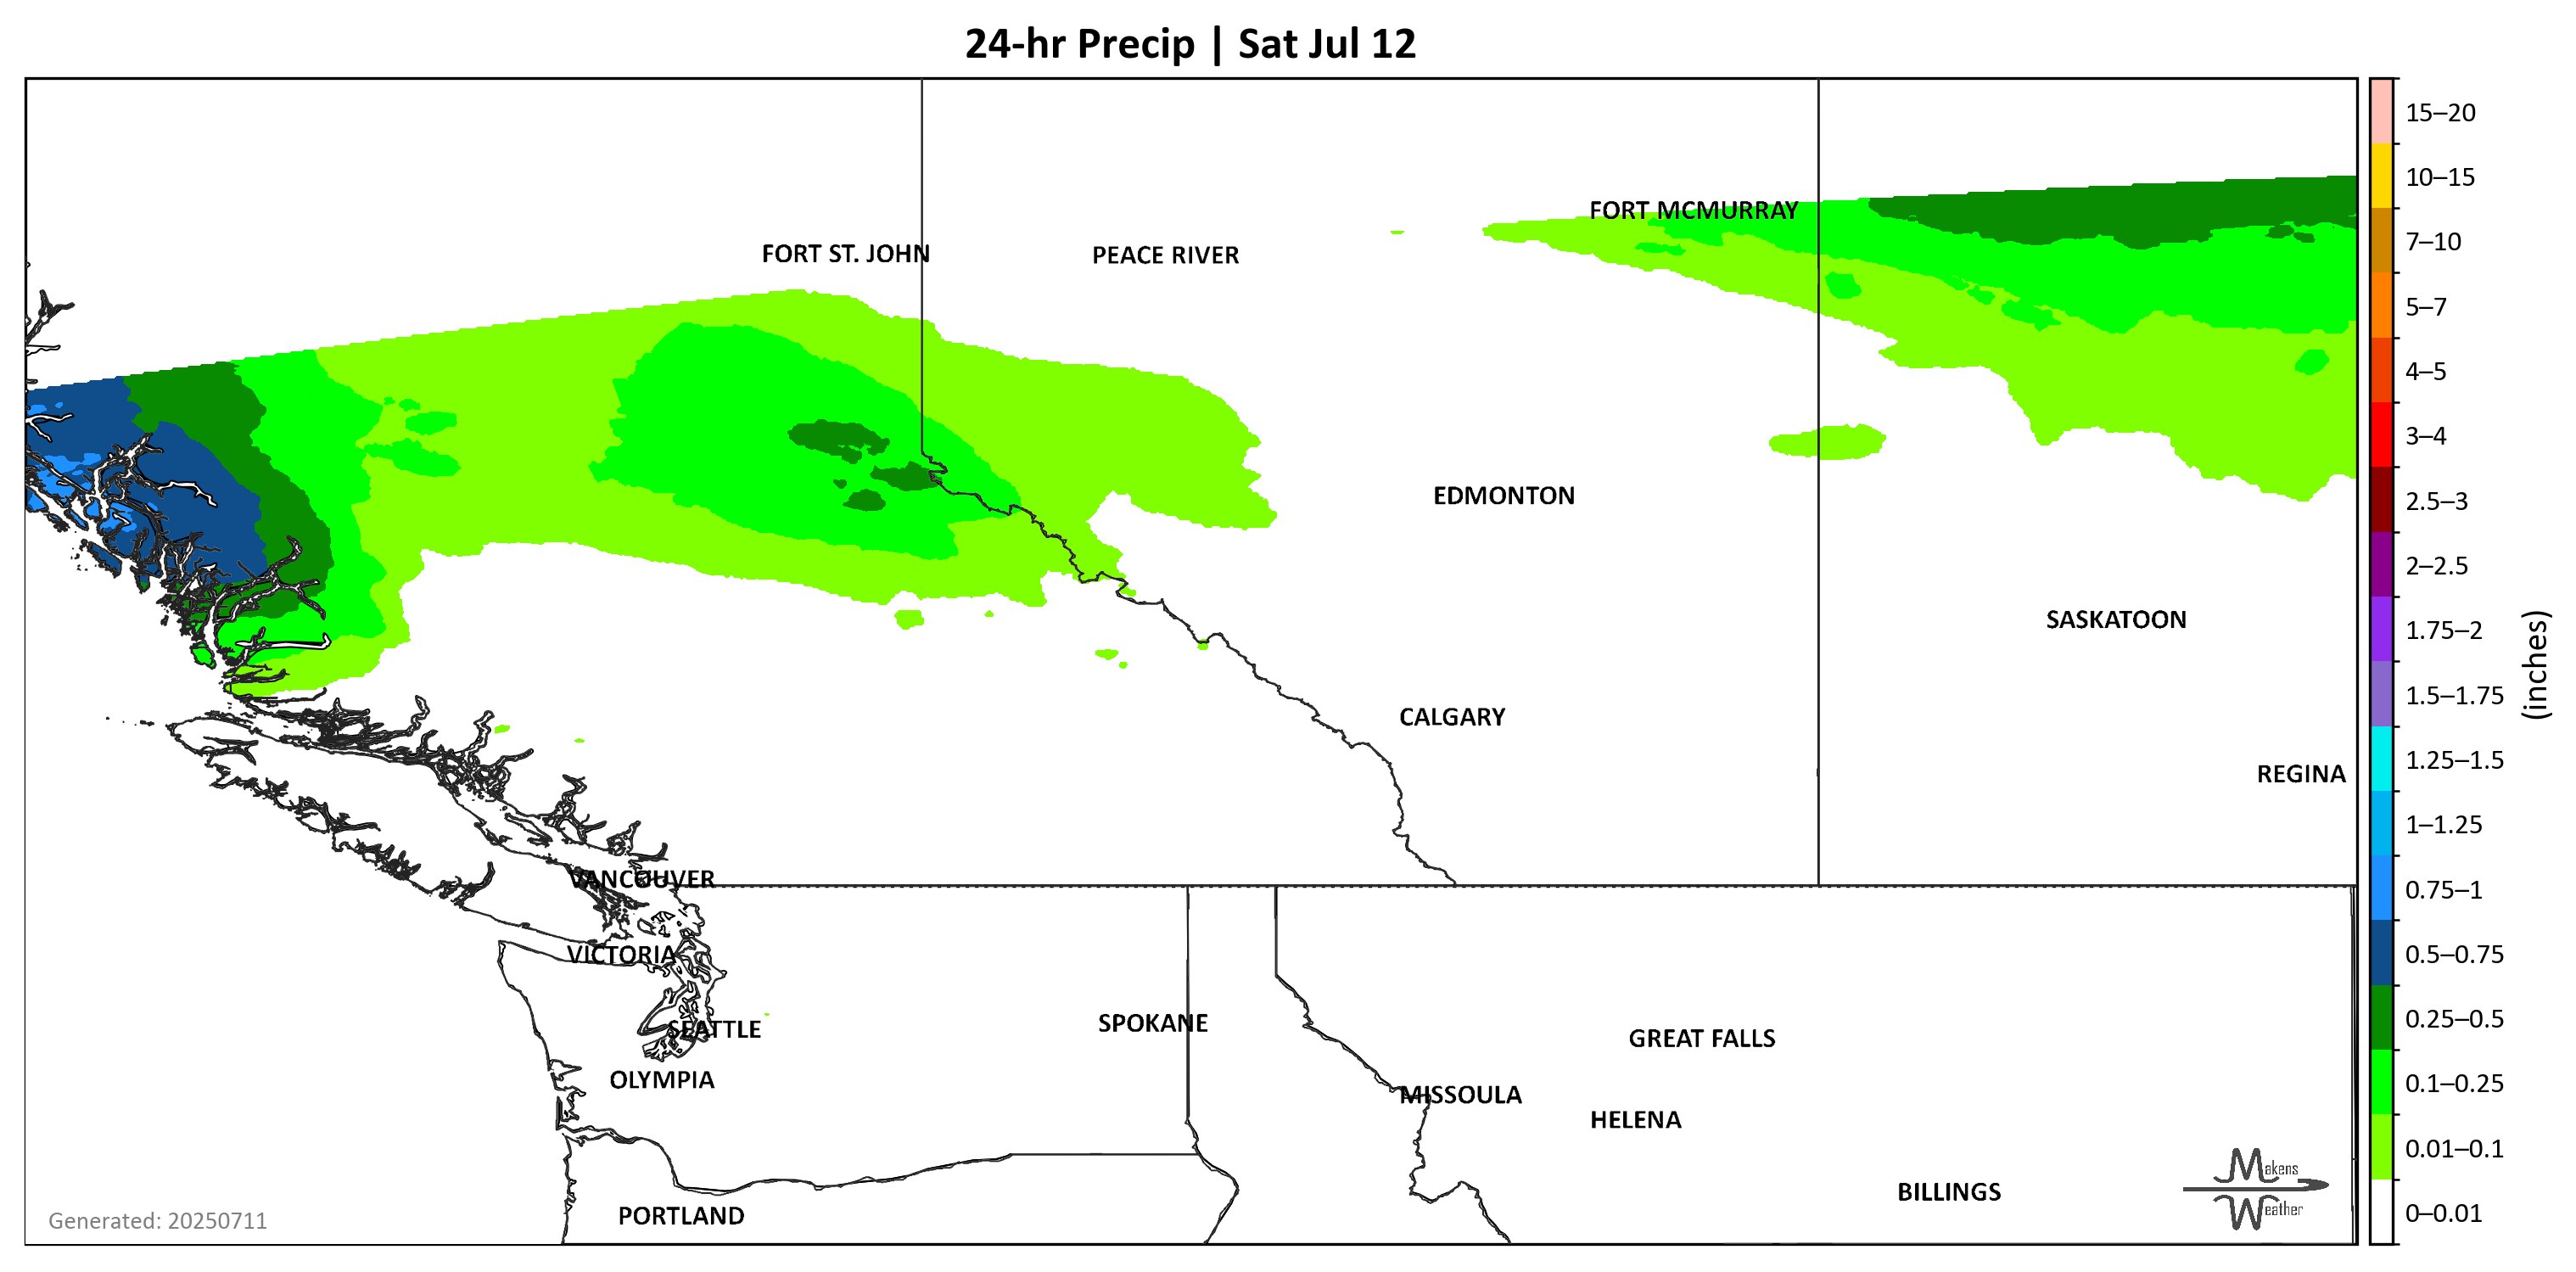 24-hr Precip | Sat Jul 12
15–20
10–15
FORT MCMURRAY
7–10
FORT ST. JOHN
PEACE RIVER
5–7
4–5
3–4
EDMONTON
2.5–3
2–2.5
SASKATOON
1.75–2
(inches)
1.5–1.75
CALGARY
1.25–1.5
REGINA
1–1.25
VANCOUVER
0.75–1
VICTORIA
0.5–0.75
SEATTLE
SPOKANE
0.25–0.5
GREAT FALLS
OLYMPIA
0.1–0.25
MISSOULA
HELENA
0.01–0.1
Makens
Weather
BILLINGS
PORTLAND
Generated: 20250711
0–0.01